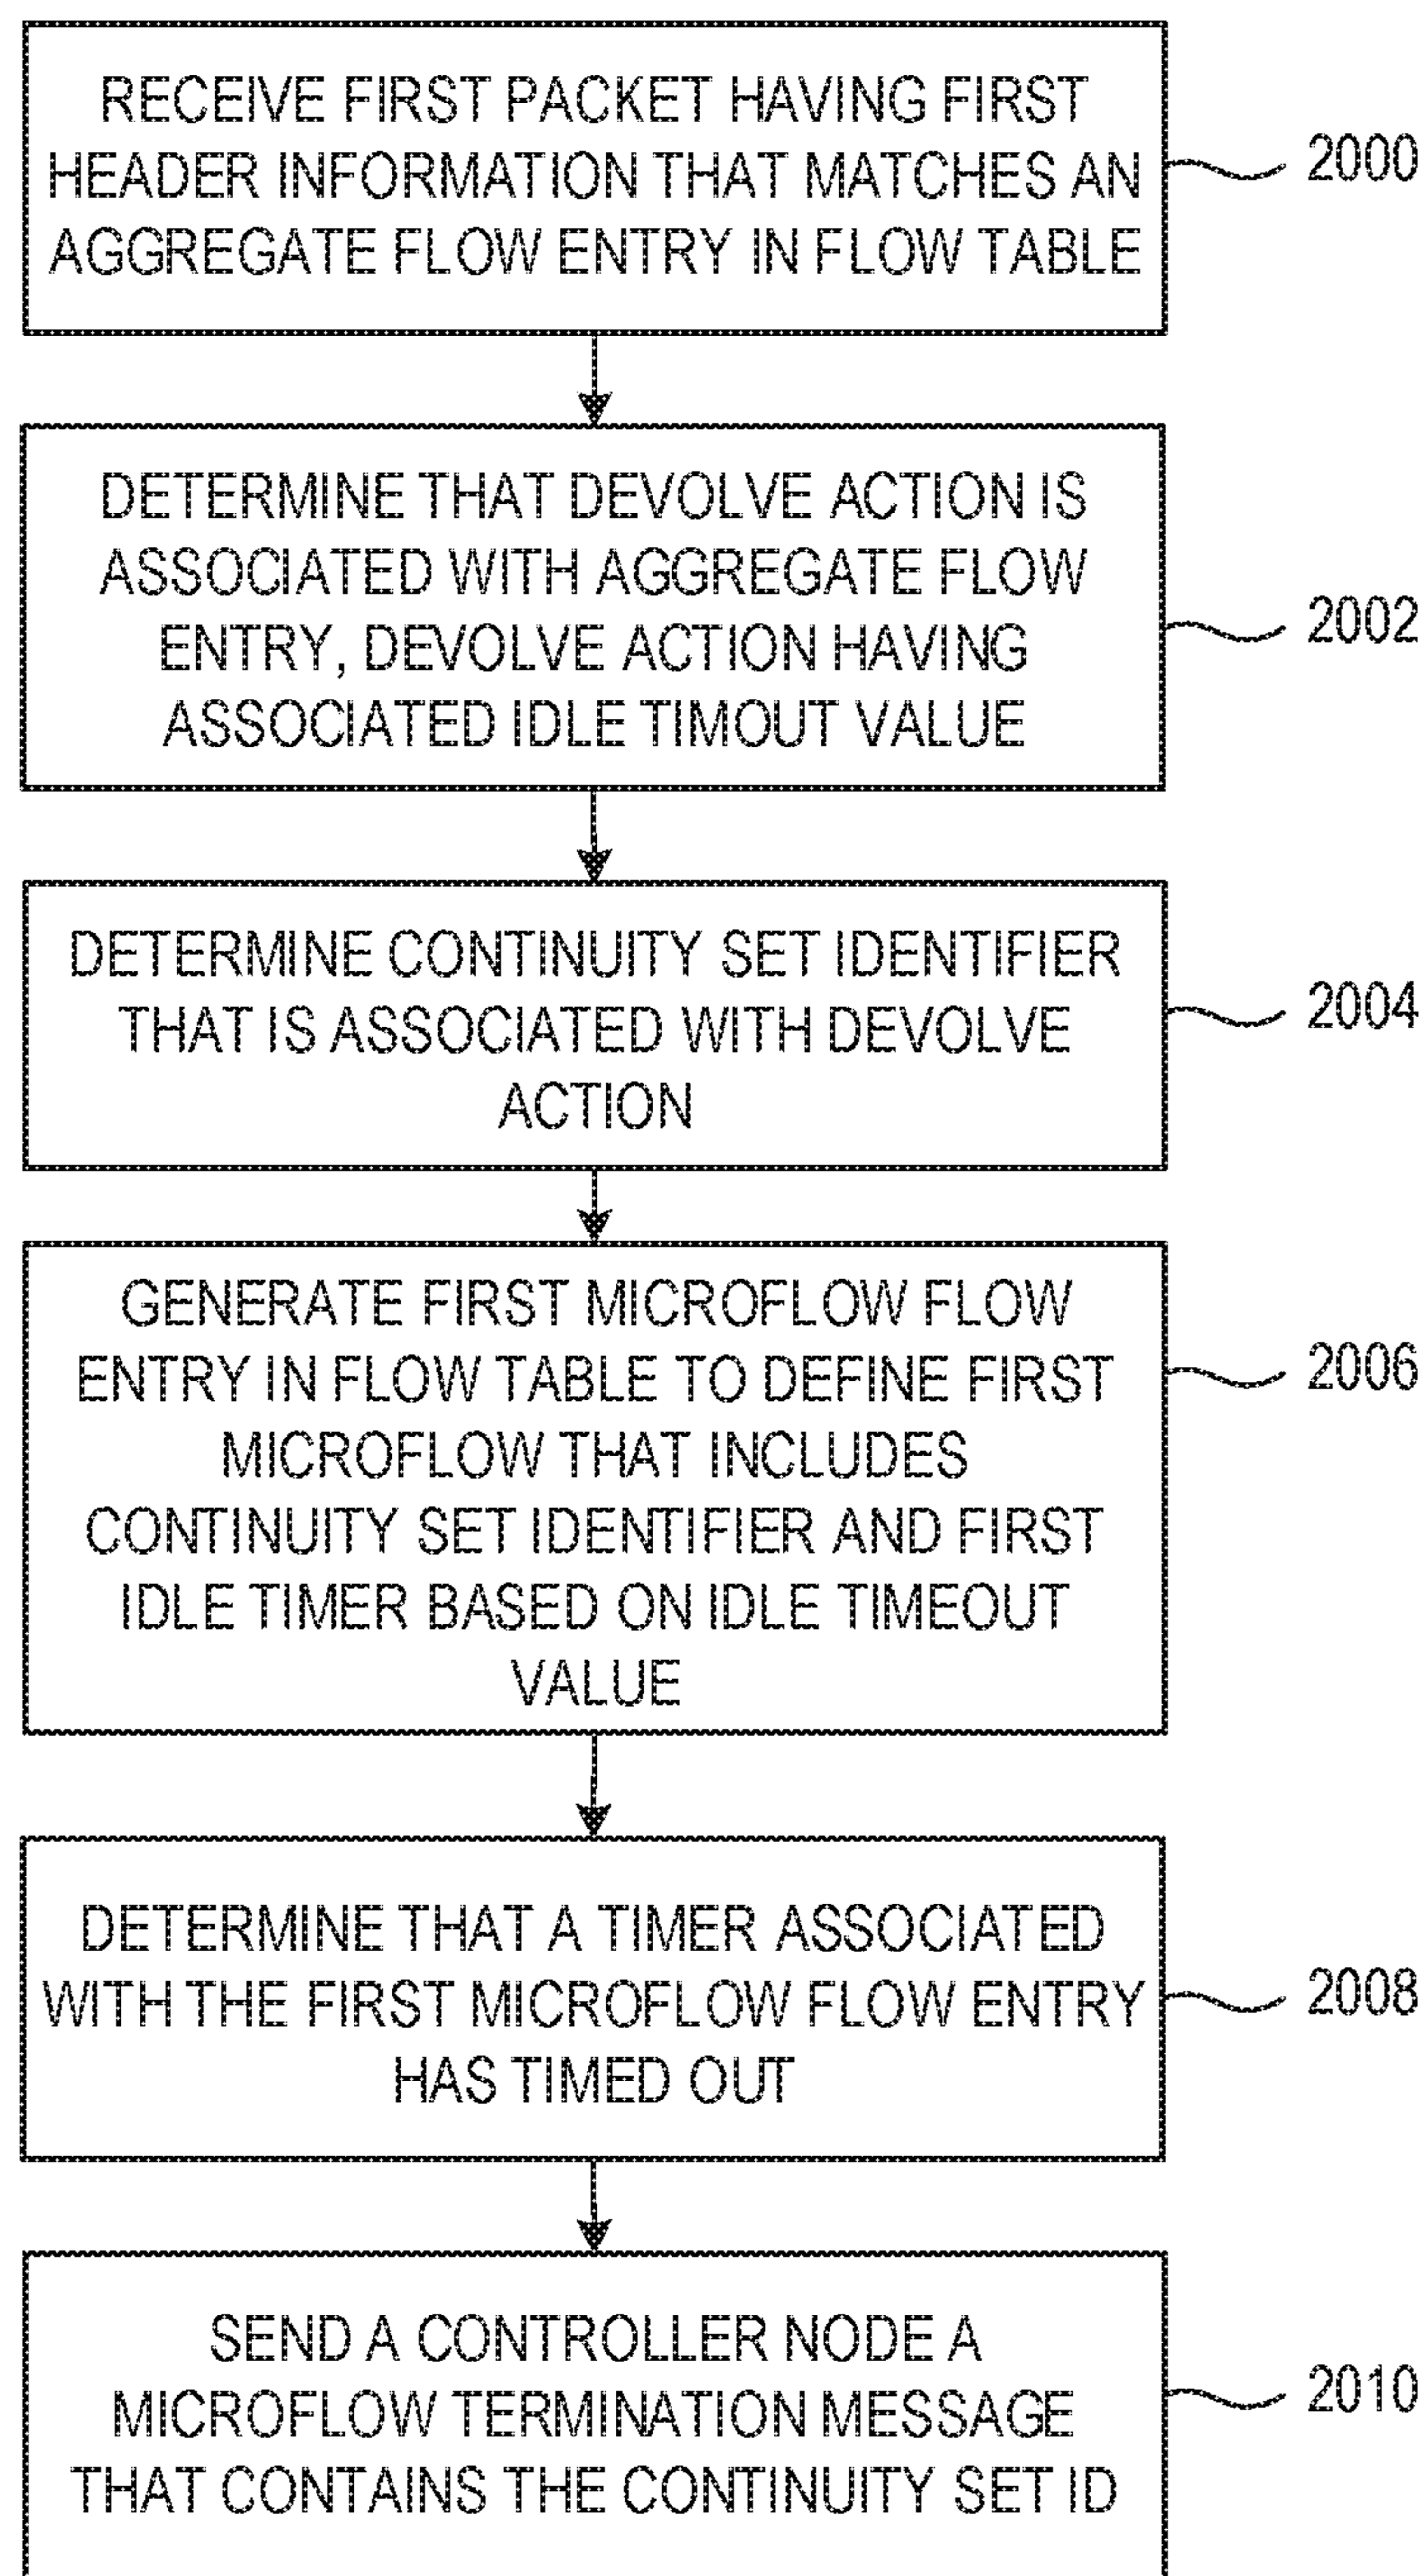 RECEIVE FIRST PACKET HAVING FIRST
HEADER INFORMATION THAT MATCHES AN
AGGREGATE FLOW ENTRY IN FLOW TABLE
2000
DETERMINE THAT DEVOLVE ACTION IS
ASSOCIATED WITH AGGREGATE FLOW
ENTRY, DEVOLVE ACTION HAVING
ASSOCIATED IDLE TIMOUT VALUE
2002
DETERMINE CONTINUITY SET IDENTIFIER
THAT IS ASSOCIATED WITH DEVOLVE
ACTION
2004
GENERATE FIRST MICROFLOW FLOW
ENTRY IN FLOW TABLE TO DEFINE FIRST
MICROFLOW THAT INCLUDES
CONTINUITY SET IDENTIFIER AND FIRST
IDLE TIMER BASED ON IDLE TIMEOUT
VALUE
2006
DETERMINE THAT A TIMER ASSOCIATED
WITH THE FIRST MICROFLOW FLOW ENTRY
HAS TIMED OUT
2008
SEND A CONTROLLER NODE A
MICROFLOW TERMINATION MESSAGE
THAT CONTAINS THE CONTINUITY SET ID
2010